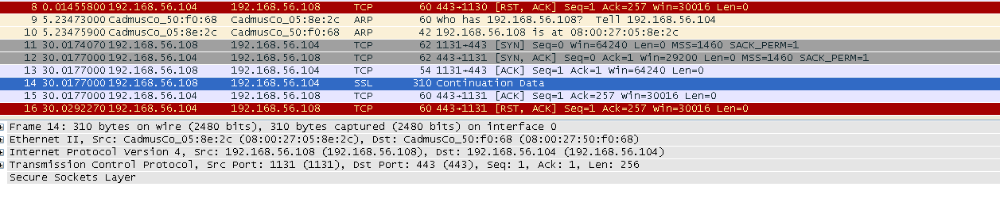 8 0.01455800 192.168.56.104 192.168.56.108 TCP 60 443→1130 [RST, ACK] Seq=1 Ack=257 Win=30016 Len=0
9 5.23473000 CadmusCo_50:f0:68 CadmusCo_05:8e:2c ARP 60 Who has 192.168.56.108? Tell 192.168.56.104
10 5.23475900 CadmusCo_05:8e:2c CadmusCo_50:f0:68 ARP 42 192.168.56.108 is at 08:00:27:05:8e:2c
11 30.0174070 192.168.56.108 192.168.56.104 TCP 62 1131→443 [SYN] Seq=0 Win=64240 Len=0 MSS=1460 SACK_PERM=1
12 30.0177000 192.168.56.104 192.168.56.108 TCP 62 443→1131 [SYN, ACK] Seq=0 Ack=1 Win=29200 Len=0 MSS=1460 SACK_PERM=1
13 30.0177000 192.168.56.108 192.168.56.104 TCP 54 1131→443 [ACK] Seq=1 Ack=1 Win=64240 Len=0
14 30.0177000 192.168.56.108 192.168.56.104 SSL 310 Continuation Data
15 30.0177000 192.168.56.104 192.168.56.108 TCP 60 443→1131 [ACK] Seq=1 Ack=257 Win=30016 Len=0
16 30.0292270 192.168.56.104 192.168.56.108 TCP 60 443→1131 [RST, ACK] Seq=1 Ack=257 Win=30016 Len=0
Frame 14: 310 bytes on wire (2480 bits), 310 bytes captured (2480 bits) on interface 0
Ethernet II, Src: CadmusCo_05:8e:2c (08:00:27:05:8e:2c), Dst: CadmusCo_50:f0:68 (08:00:27:50:f0:68)
Internet Protocol Version 4, Src: 192.168.56.108 (192.168.56.108), Dst: 192.168.56.104 (192.168.56.104)
Transmission Control Protocol, Src Port: 1131 (1131), Dst Port: 443 (443), Seq: 1, Ack: 1, Len: 256
Secure Sockets Layer